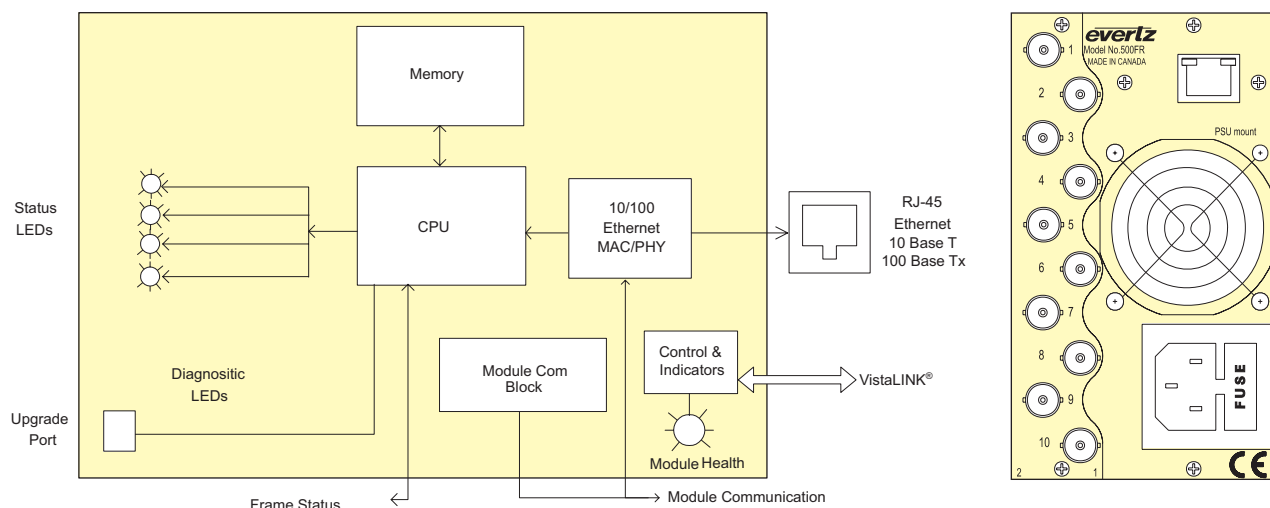 Memory
Status
LEDs
CPU
10/100
Ethernet
MAC/PHY
RJ-45
Ethernet
10 Base T
100 Base Tx
Diagnositic
LEDs
Module Com
Block
Control &
Indicators
VistaLINK®
Upgrade
Port
Module Health
Frame Status
Module Communication
evertz
Model No.500FR
MADE IN CANADA
1
2
3
PSU mount
4
5
6
7
8
9
10
FUSE
2
1
CE